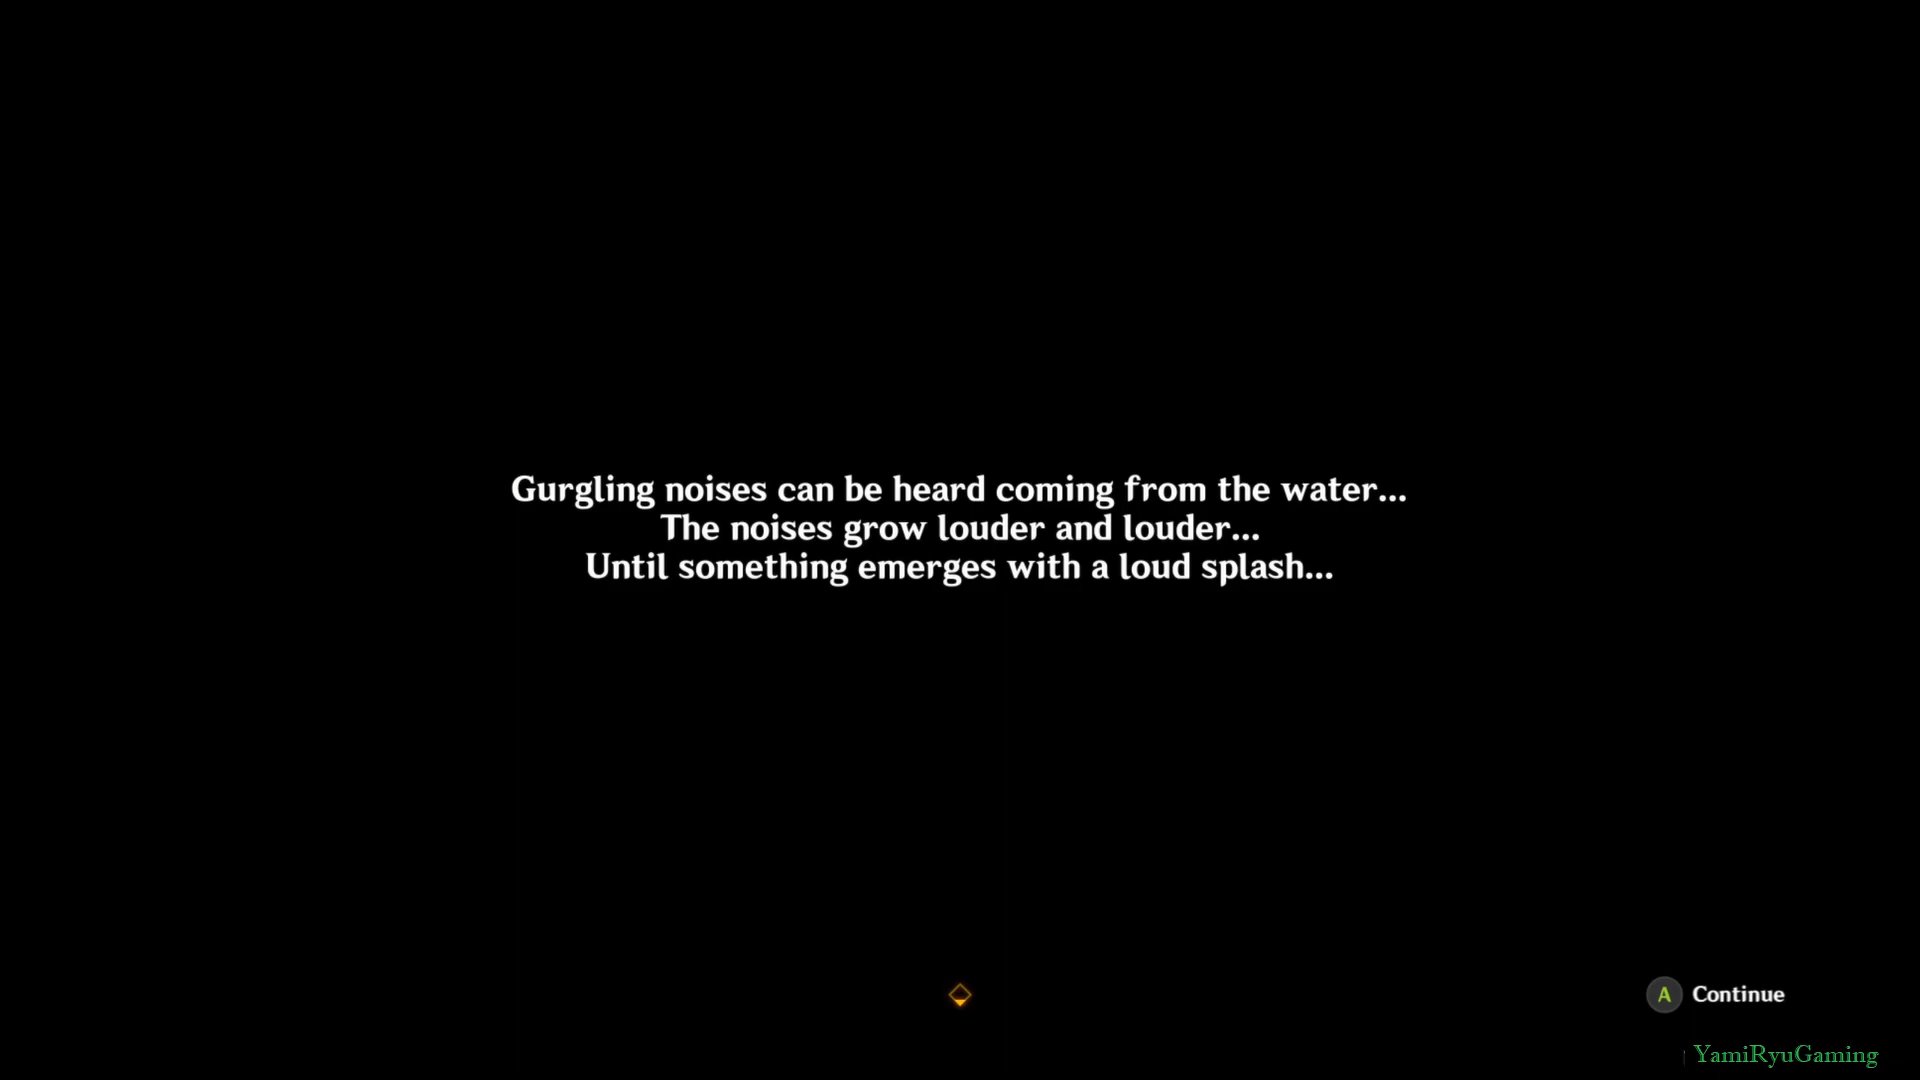 Gurgling noises can be heard coming from the water...
The noises grow louder and louder...
Until something emerges with a loud splash...
A Continue
YamiRyuGaming